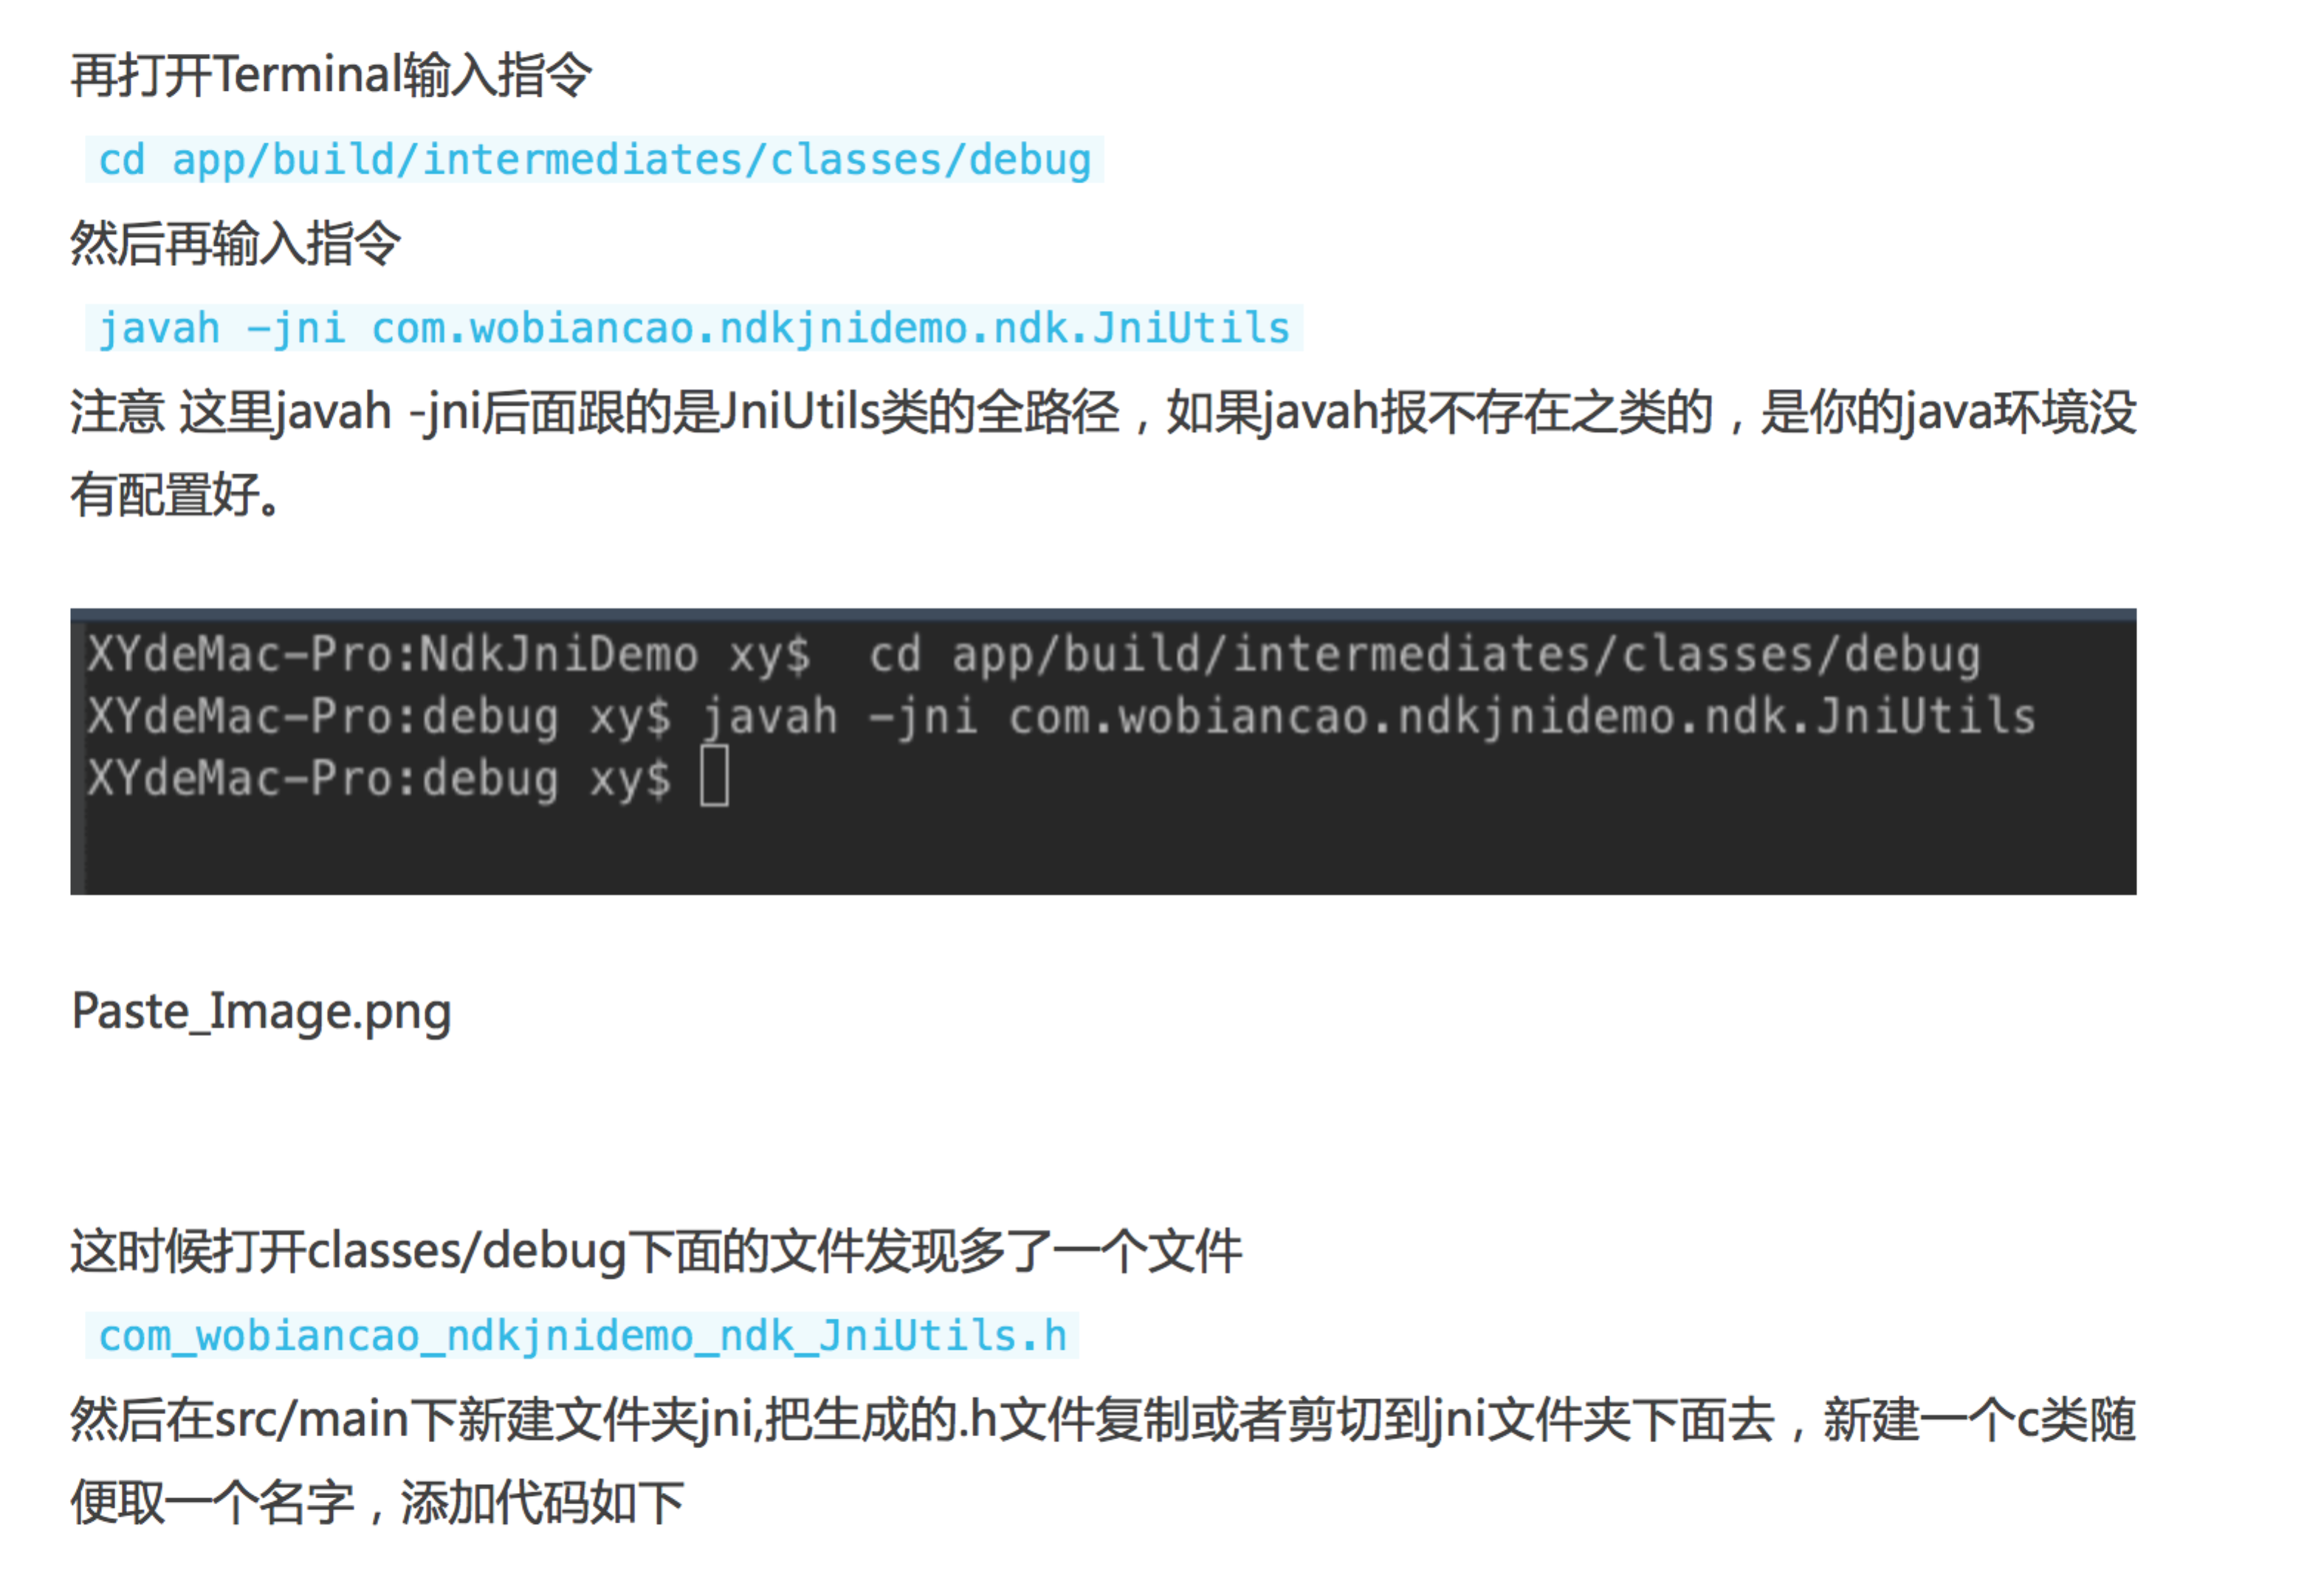 再打开Terminal输入指令
cd app/build/intermediates/classes/debug
然后再输入指令
javah -jni com.wobiancao.ndkjnidemo.ndk.JniUtils
注意 这里javah -jni后面跟的是JniUtils类的全路径，如果javah报不存在之类的，是你的java环境没
有配置好。
XYdeMac-Pro:NdkJniDemo xy$  cd app/build/intermediates/classes/debug
XYdeMac-Pro:debug xy$ javah -jni com.wobiancao.ndkjnidemo.ndk.JniUtils
XYdeMac-Pro:debug xy$
Paste_Image.png
这时候打开classes/debug下面的文件发现多了一个文件
com_wobiancao_ndkjnidemo_ndk_JniUtils.h
然后在src/main下新建文件夹jni,把生成的.h文件复制或者剪切到jni文件夹下面去，新建一个c类随
便取一个名字，添加代码如下